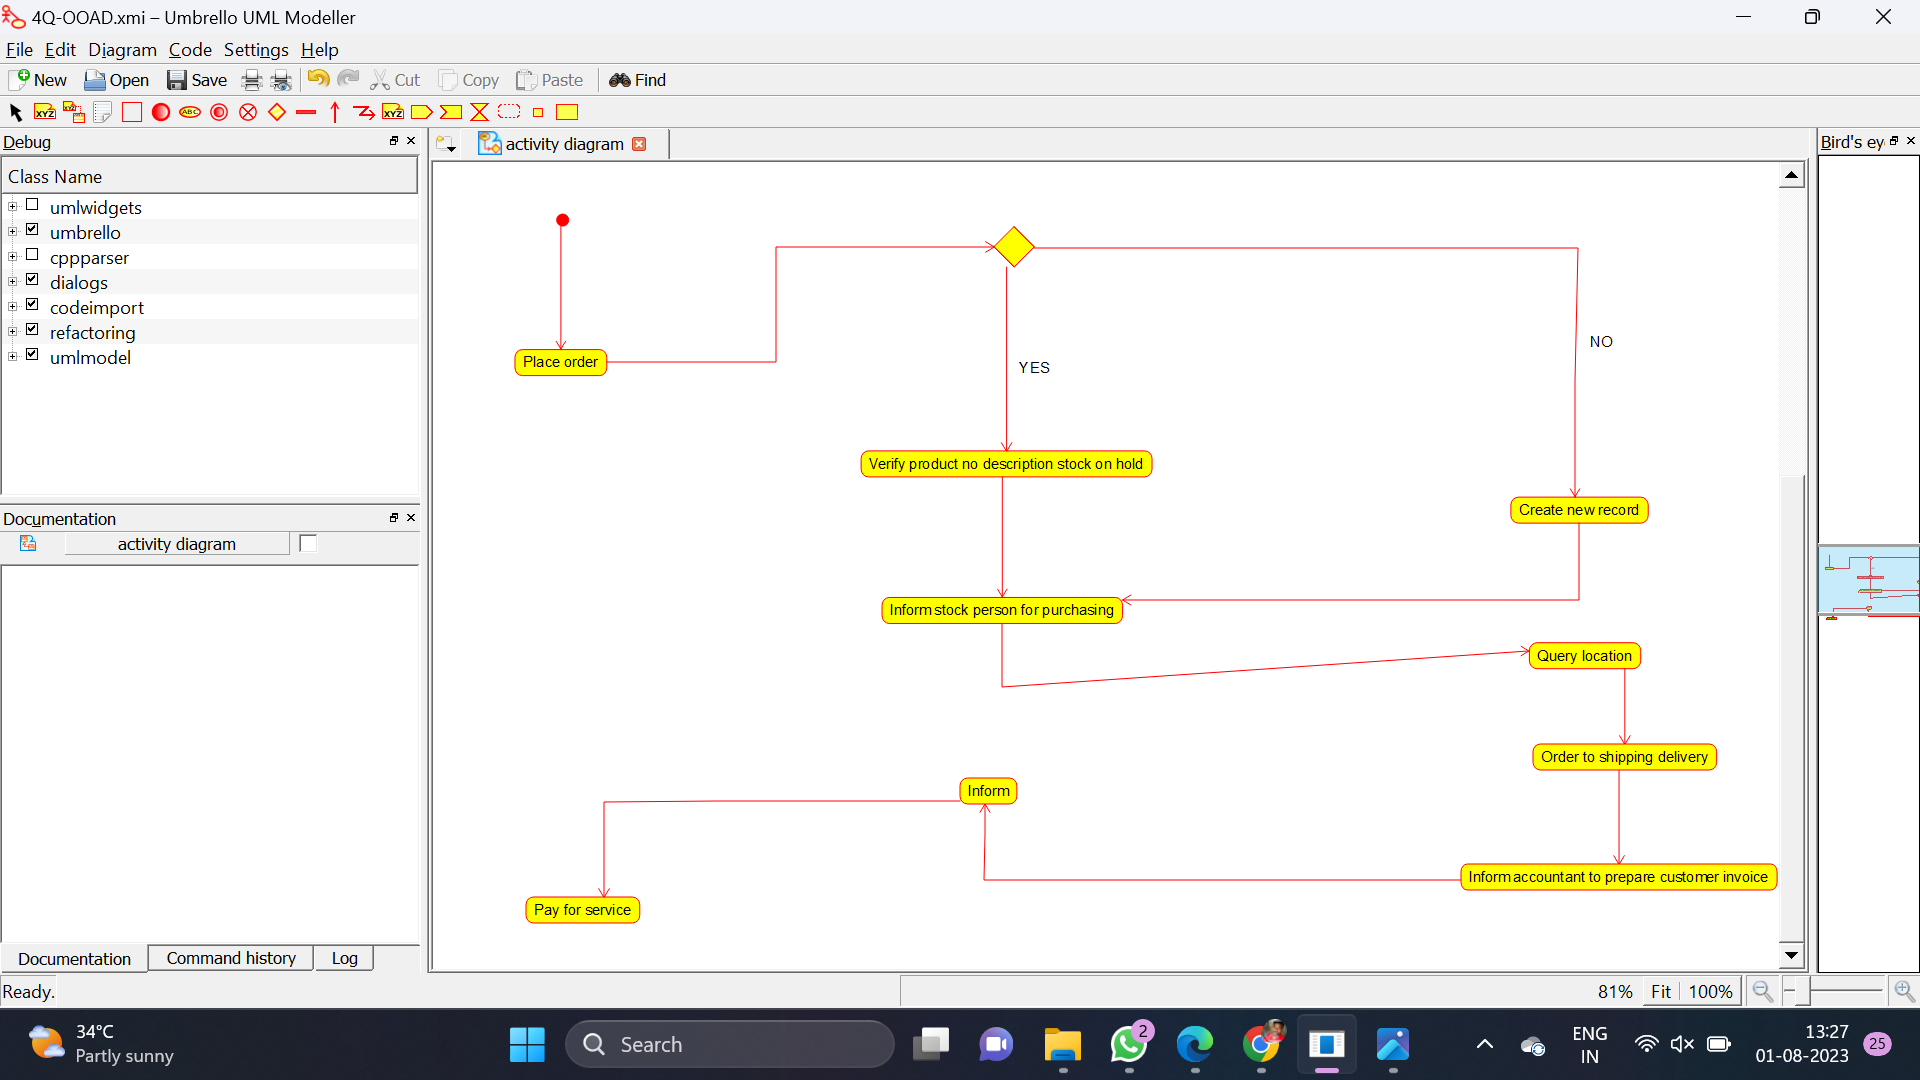 4Q-OOAD.xmi – Umbrello UML Modeller
File Edit Diagram Code Settings Help
New Open Save Cut Copy Paste Find
XYZ XYZ ABC XYZ
Debug
Class Name
umlwidgets
umbrello
cppparser
dialogs
codeimport
refactoring
umlmodel
Documentation
activity diagram
Documentation Command history Log
Ready.
activity diagram
Place order
YES
NO
Verify product no description stock on hold
Create new record
Inform stock person for purchasing
Query location
Order to shipping delivery
Inform
Inform accountant to prepare customer invoice
Pay for service
Bird's ey
81% Fit 100%
34°C
Partly sunny
Search
2
ENG
IN
13:27
01-08-2023
25